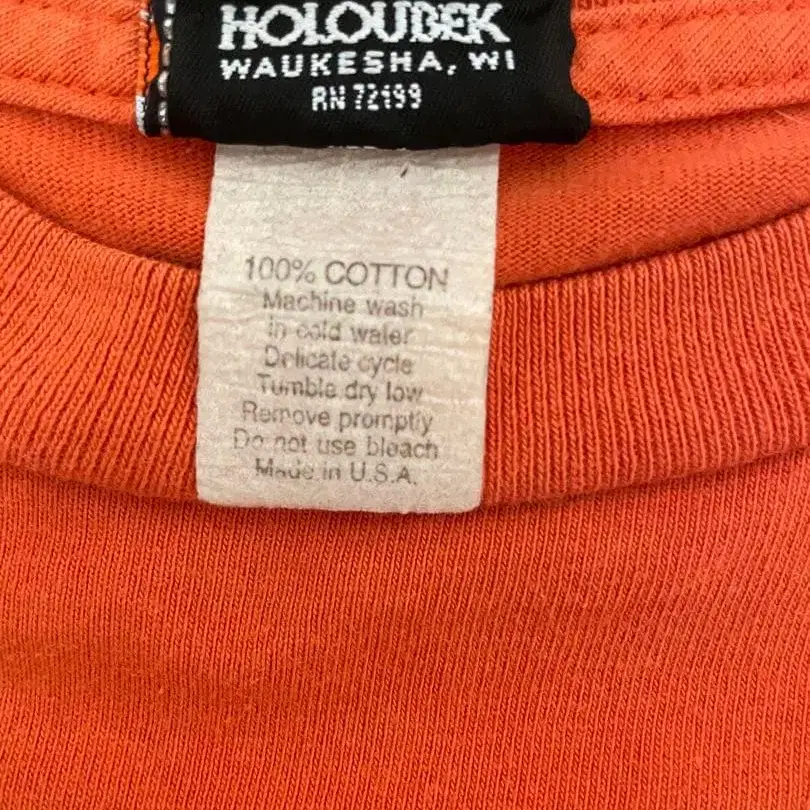 HOLOUBEK
WAUKESHA, WI
RN 72199
100% COTTON
Machine wash
in cold water
Delicate cycle
Tumble dry low
Remove promptly
Do not use bleach
Made in U.S.A.